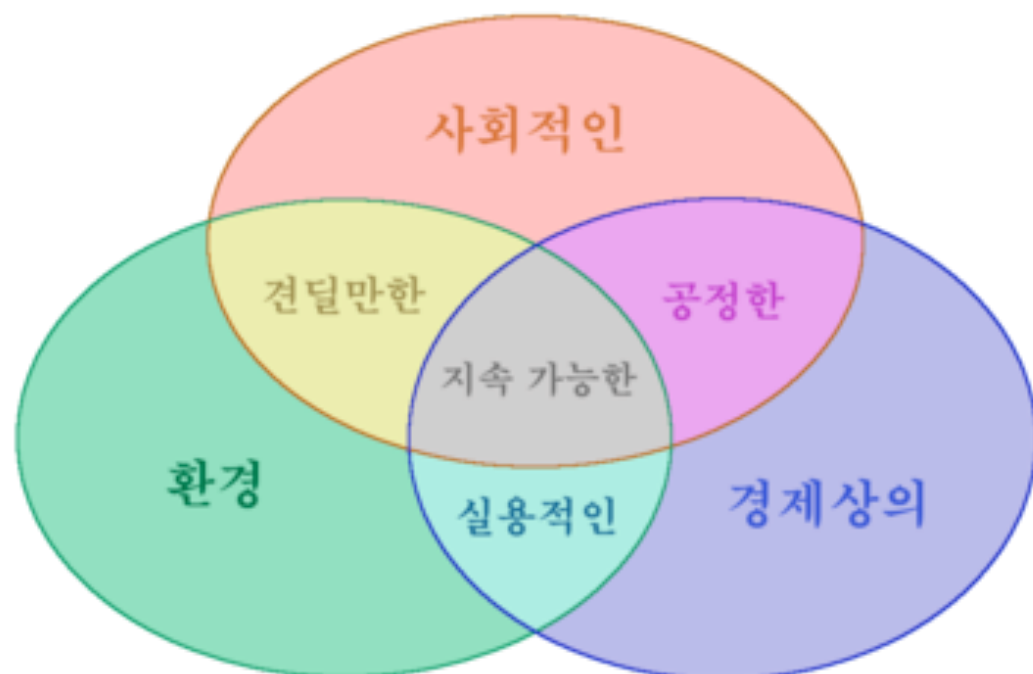 사회적인
견딜만한
공정한
지속 가능한
환경
실용적인
경제상의